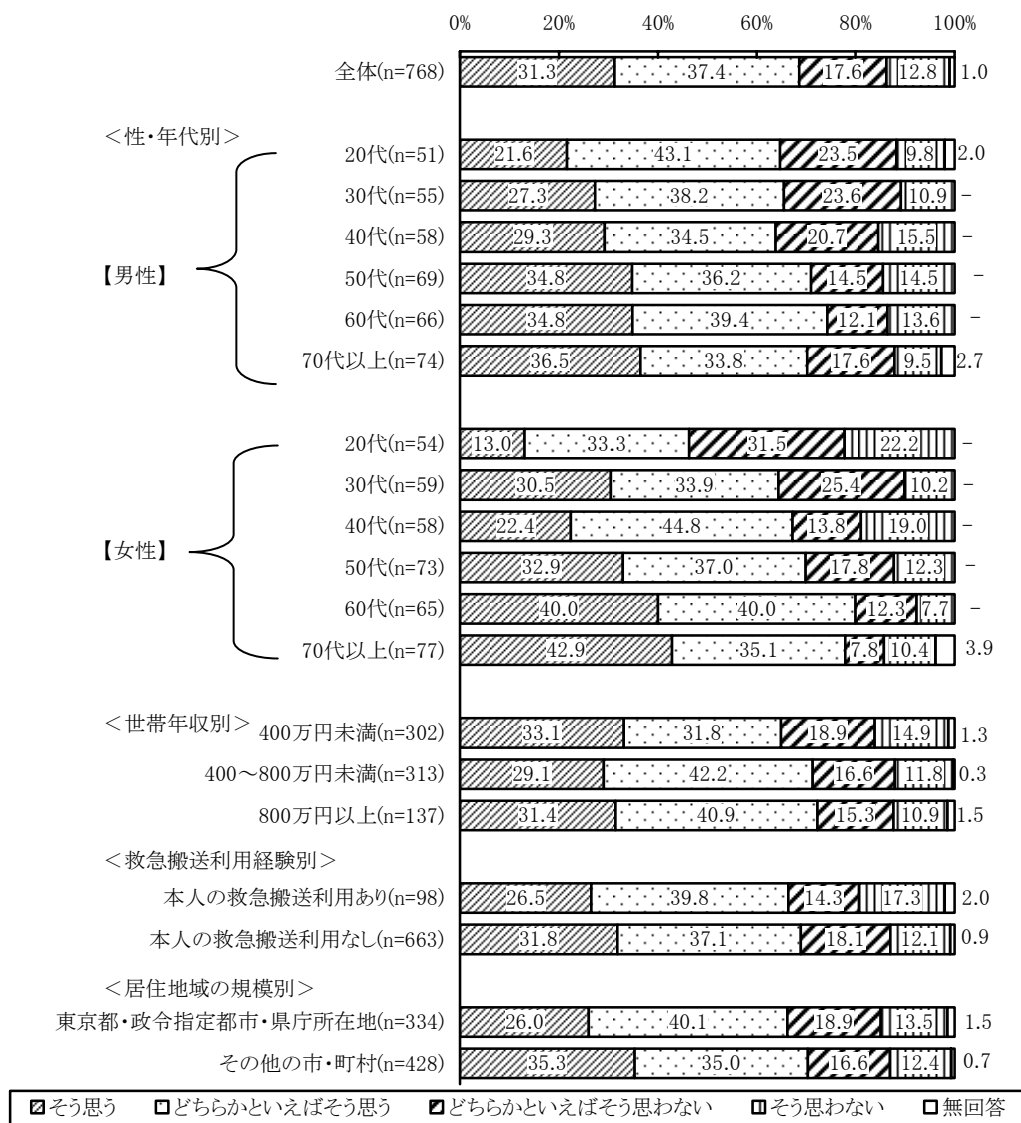 0% 20% 40% 60% 80% 100%
全体(n=768) 31.3 37.4 17.6 12.8 1.0
＜性・年代別＞
20代(n=51) 21.6 43.1 23.5 9.8 2.0
30代(n=55) 27.3 38.2 23.6 10.9 -
40代(n=58) 29.3 34.5 20.7 15.5 -
【男性】
50代(n=69) 34.8 36.2 14.5 14.5 -
60代(n=66) 34.8 39.4 12.1 13.6 -
70代以上(n=74) 36.5 33.8 17.6 9.5 2.7
20代(n=54) 13.0 33.3 31.5 22.2 -
30代(n=59) 30.5 33.9 25.4 10.2 -
40代(n=58) 22.4 44.8 13.8 19.0 -
【女性】
50代(n=73) 32.9 37.0 17.8 12.3 -
60代(n=65) 40.0 40.0 12.3 7.7 -
70代以上(n=77) 42.9 35.1 7.8 10.4 3.9
＜世帯年収別＞
400万円未満(n=302) 33.1 31.8 18.9 14.9 1.3
400～800万円未満(n=313) 29.1 42.2 16.6 11.8 0.3
800万円以上(n=137) 31.4 40.9 15.3 10.9 1.5
＜救急搬送利用経験別＞
本人の救急搬送利用あり(n=98) 26.5 39.8 14.3 17.3 2.0
本人の救急搬送利用なし(n=663) 31.8 37.1 18.1 12.1 0.9
＜居住地域の規模別＞
東京都・政令指定都市・県庁所在地(n=334) 26.0 40.1 18.9 13.5 1.5
その他の市・町村(n=428) 35.3 35.0 16.6 12.4 0.7
そう思う どちらかといえばそう思う どちらかといえばそう思わない そう思わない 無回答